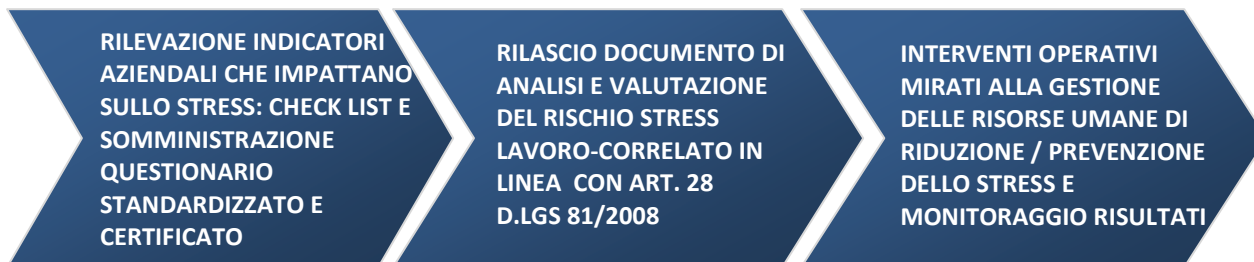 RILEVAZIONE INDICATORI
AZIENDALI CHE IMPATTANO
SULLO STRESS: CHECK LIST E
SOMMINISTRAZIONE
QUESTIONARIO
STANDARDIZZATO E
CERTIFICATO
RILASCIO DOCUMENTO DI
ANALISI E VALUTAZIONE
DEL RISCHIO STRESS
LAVORO-CORRELATO IN
LINEA CON ART. 28
D.LGS 81/2008
INTERVENTI OPERATIVI
MIRATI ALLA GESTIONE
DELLE RISORSE UMANE DI
RIDUZIONE / PREVENZIONE
DELLO STRESS E
MONITORAGGIO RISULTATI